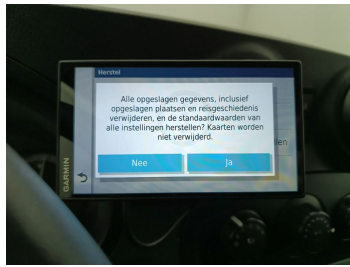 Herstel
Alle opgeslagen gegevens, inclusief
opgeslagen plaatsen en reisgeschiedenis
verwijderen, en de standaardwaarden van
alle instellingen herstellen? Kaarten worden
niet verwijderd.
llen
Nee
Ja
GARMIN